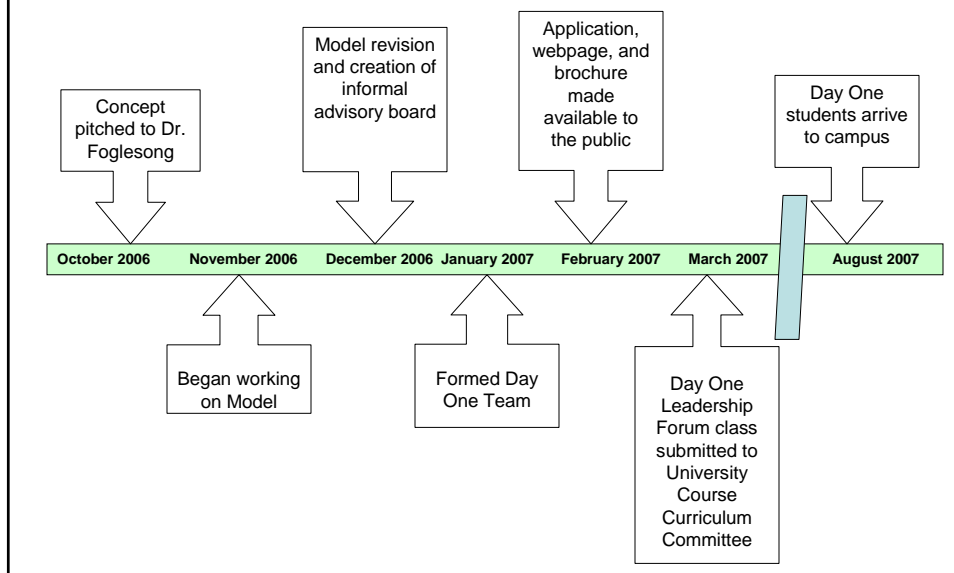 Concept
pitched to Dr.
Foglesong
Model revision
and creation of
informal
advisory board
Application,
webpage, and
brochure
made
available to
the public
Day One
students arrive
to campus
October 2006
November 2006
December 2006
January 2007
February 2007
March 2007
August 2007
Began working
on Model
Formed Day
One Team
Day One
Leadership
Forum class
submitted to
University
Course
Curriculum
Committee